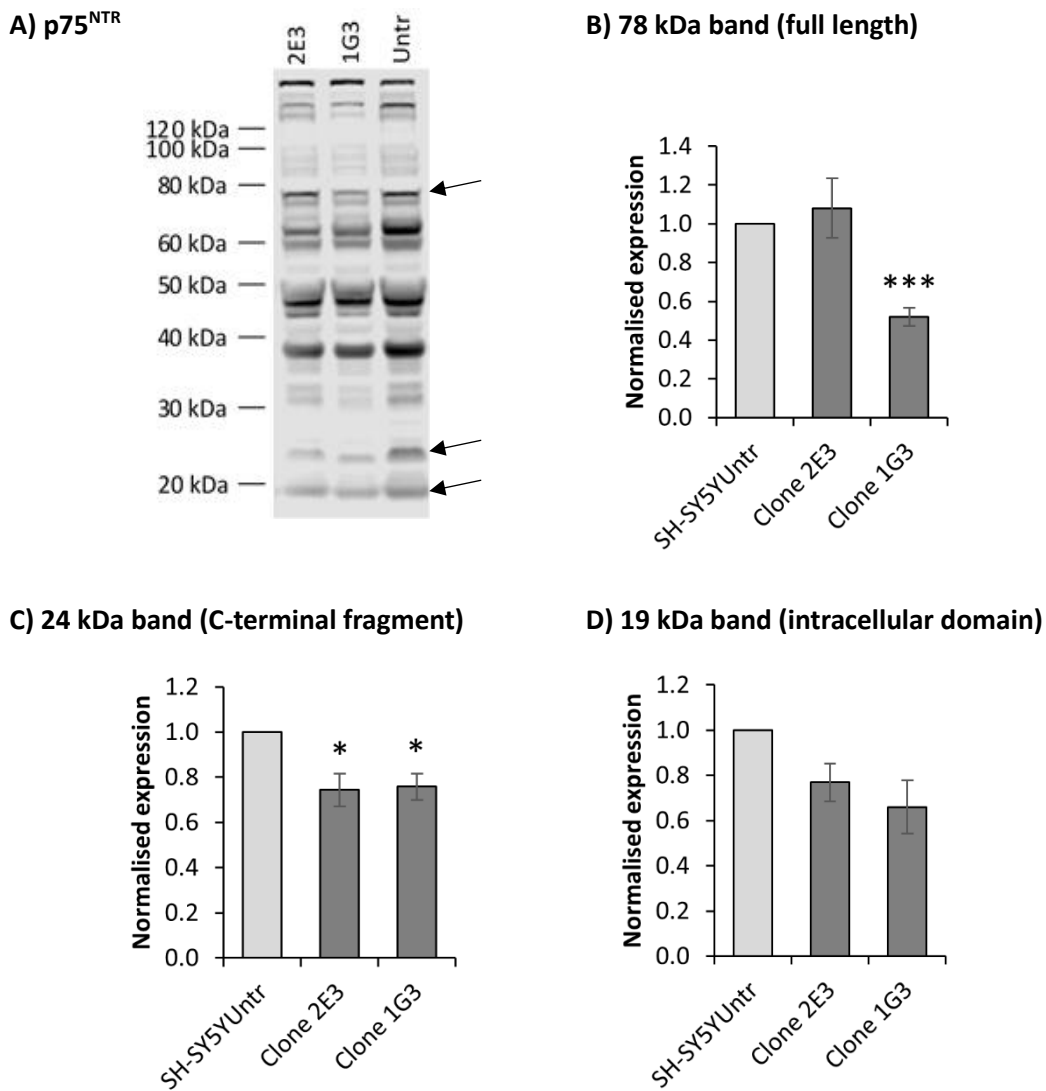 A) p75NTR
2E3
1G3
Untr
120 kDa
100 kDa
80 kDa
60 kDa
50 kDa
40 kDa
30 kDa
20 kDa
B) 78 kDa band (full length)
Normalised expression
1.4
1.2
1.0
0.8
0.6
0.4
0.2
0.0
***
SH-SY5YUntr
Clone 2E3
Clone 1G3
C) 24 kDa band (C-terminal fragment)
Normalised expression
1.2
1.0
0.8
0.6
0.4
0.2
0.0
*
*
SH-SY5YUntr
Clone 2E3
Clone 1G3
D) 19 kDa band (intracellular domain)
Normalised expression
1.2
1.0
0.8
0.6
0.4
0.2
0.0
SH-SY5YUntr
Clone 2E3
Clone 1G3